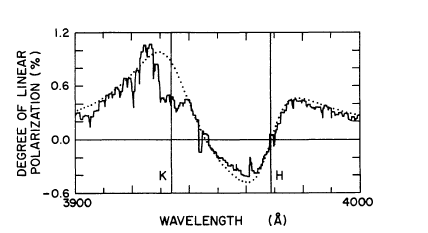 1.2
0.6
0.0
-0.6
DEGREE OF LINEAR
POLARIZATION (%)
K
H
3900
4000
WAVELENGTH (Å)